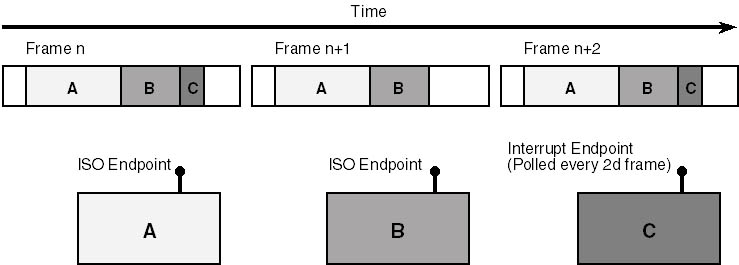 Time
Frame n
Frame n+1
Frame n+2
A B C
A B
A B C
ISO Endpoint
ISO Endpoint
Interrupt Endpoint
(Polled every 2d frame)
A
B
C